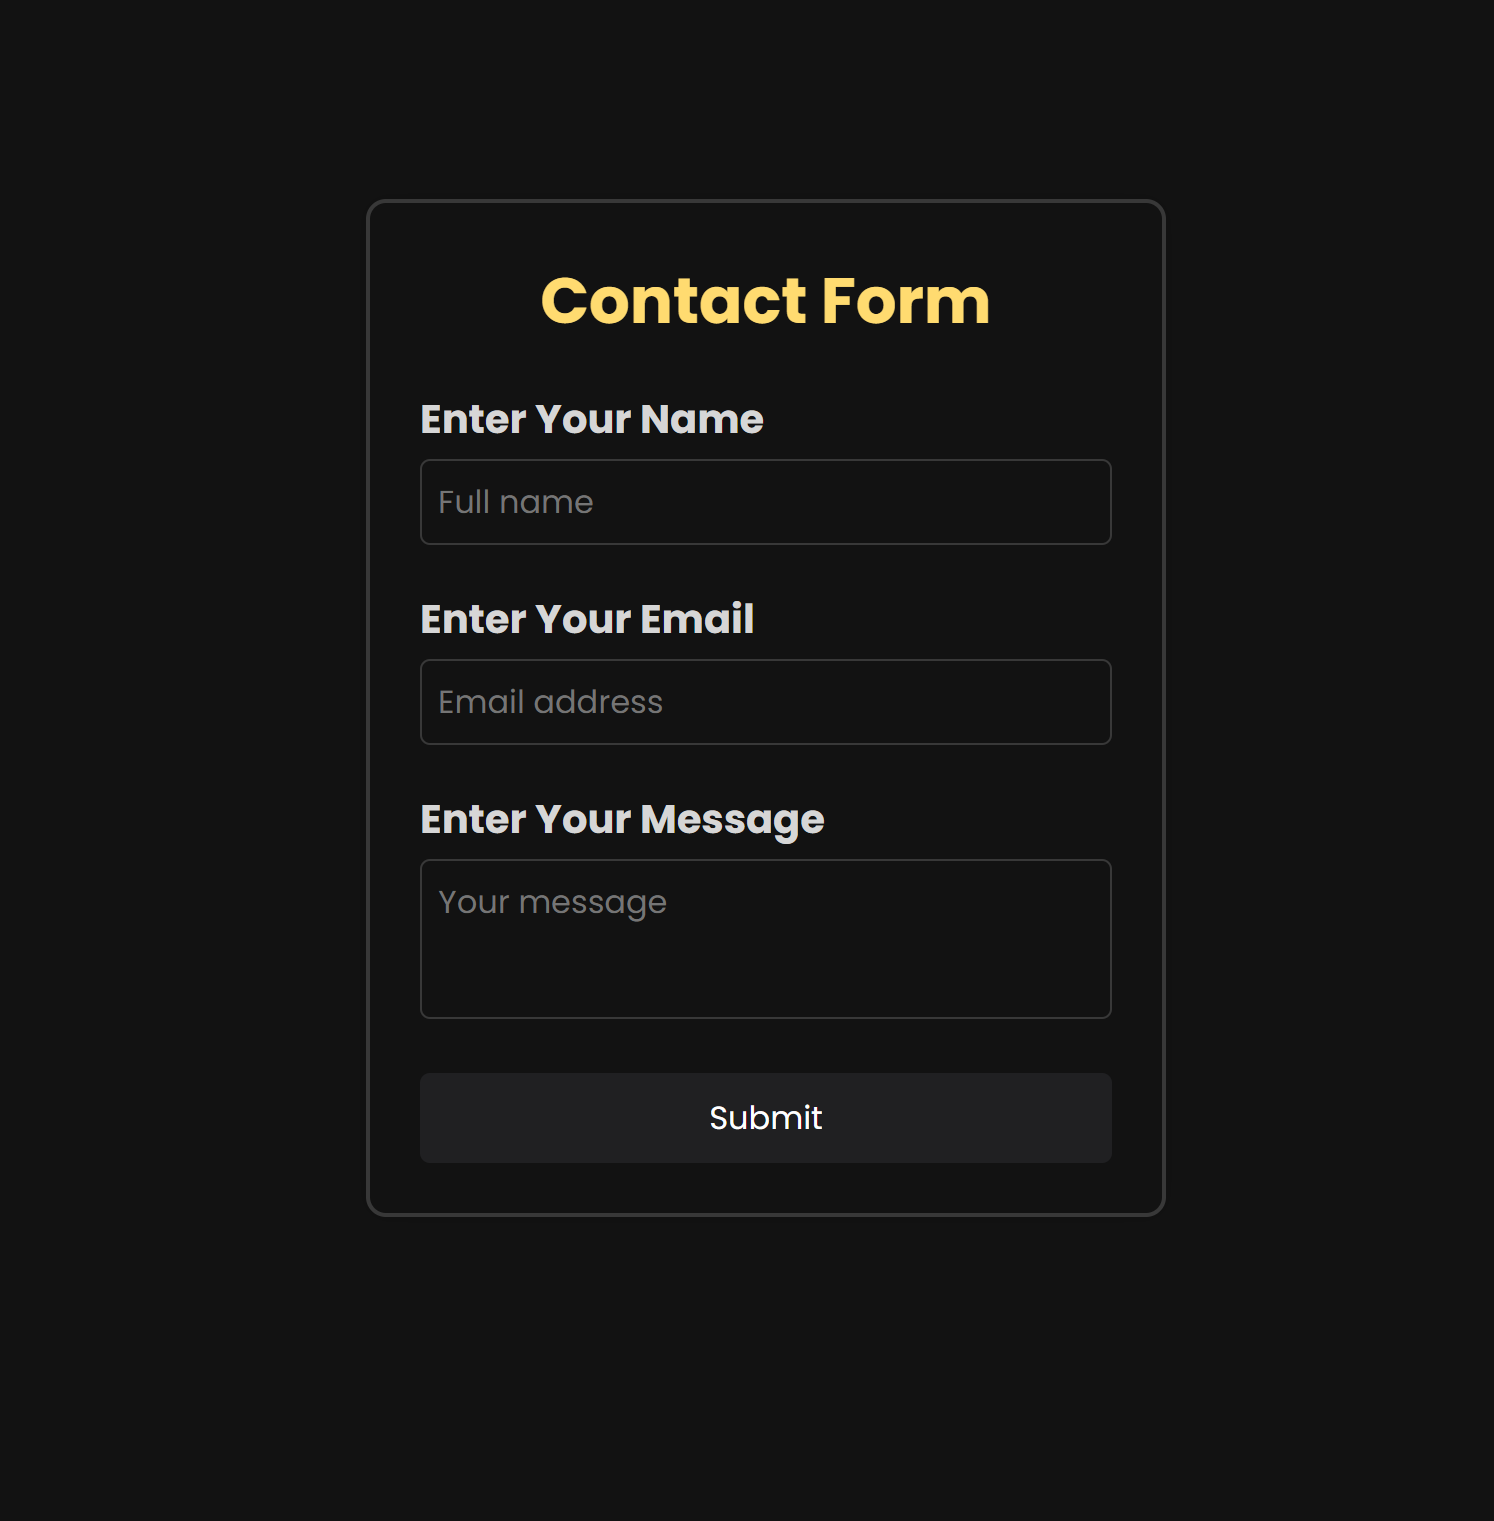 Contact Form
Enter Your Name
Full name
Enter Your Email
Email address
Enter Your Message
Your message
Submit